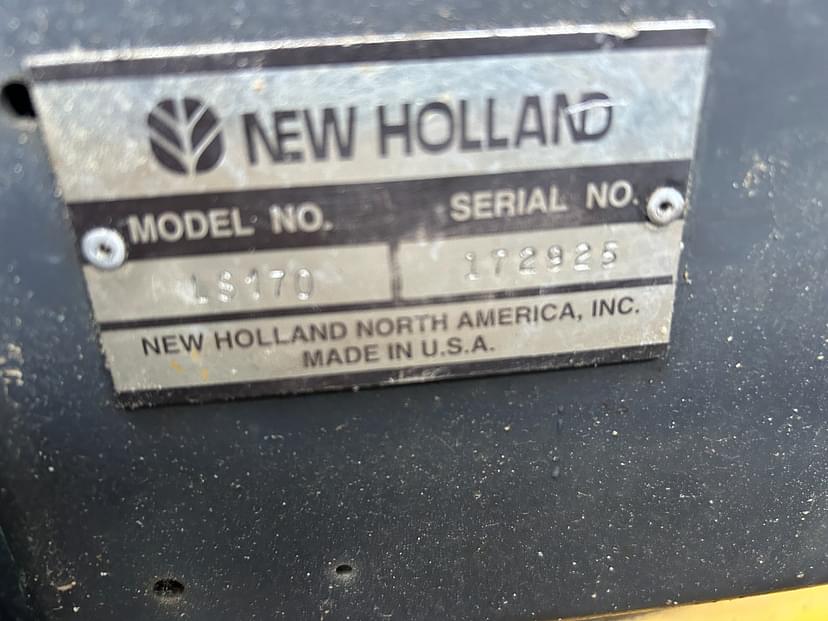 NEW HOLLAND
MODEL NO. SERIAL NO.
LS170 172925
NEW HOLLAND NORTH AMERICA, INC.
MADE IN U.S.A.